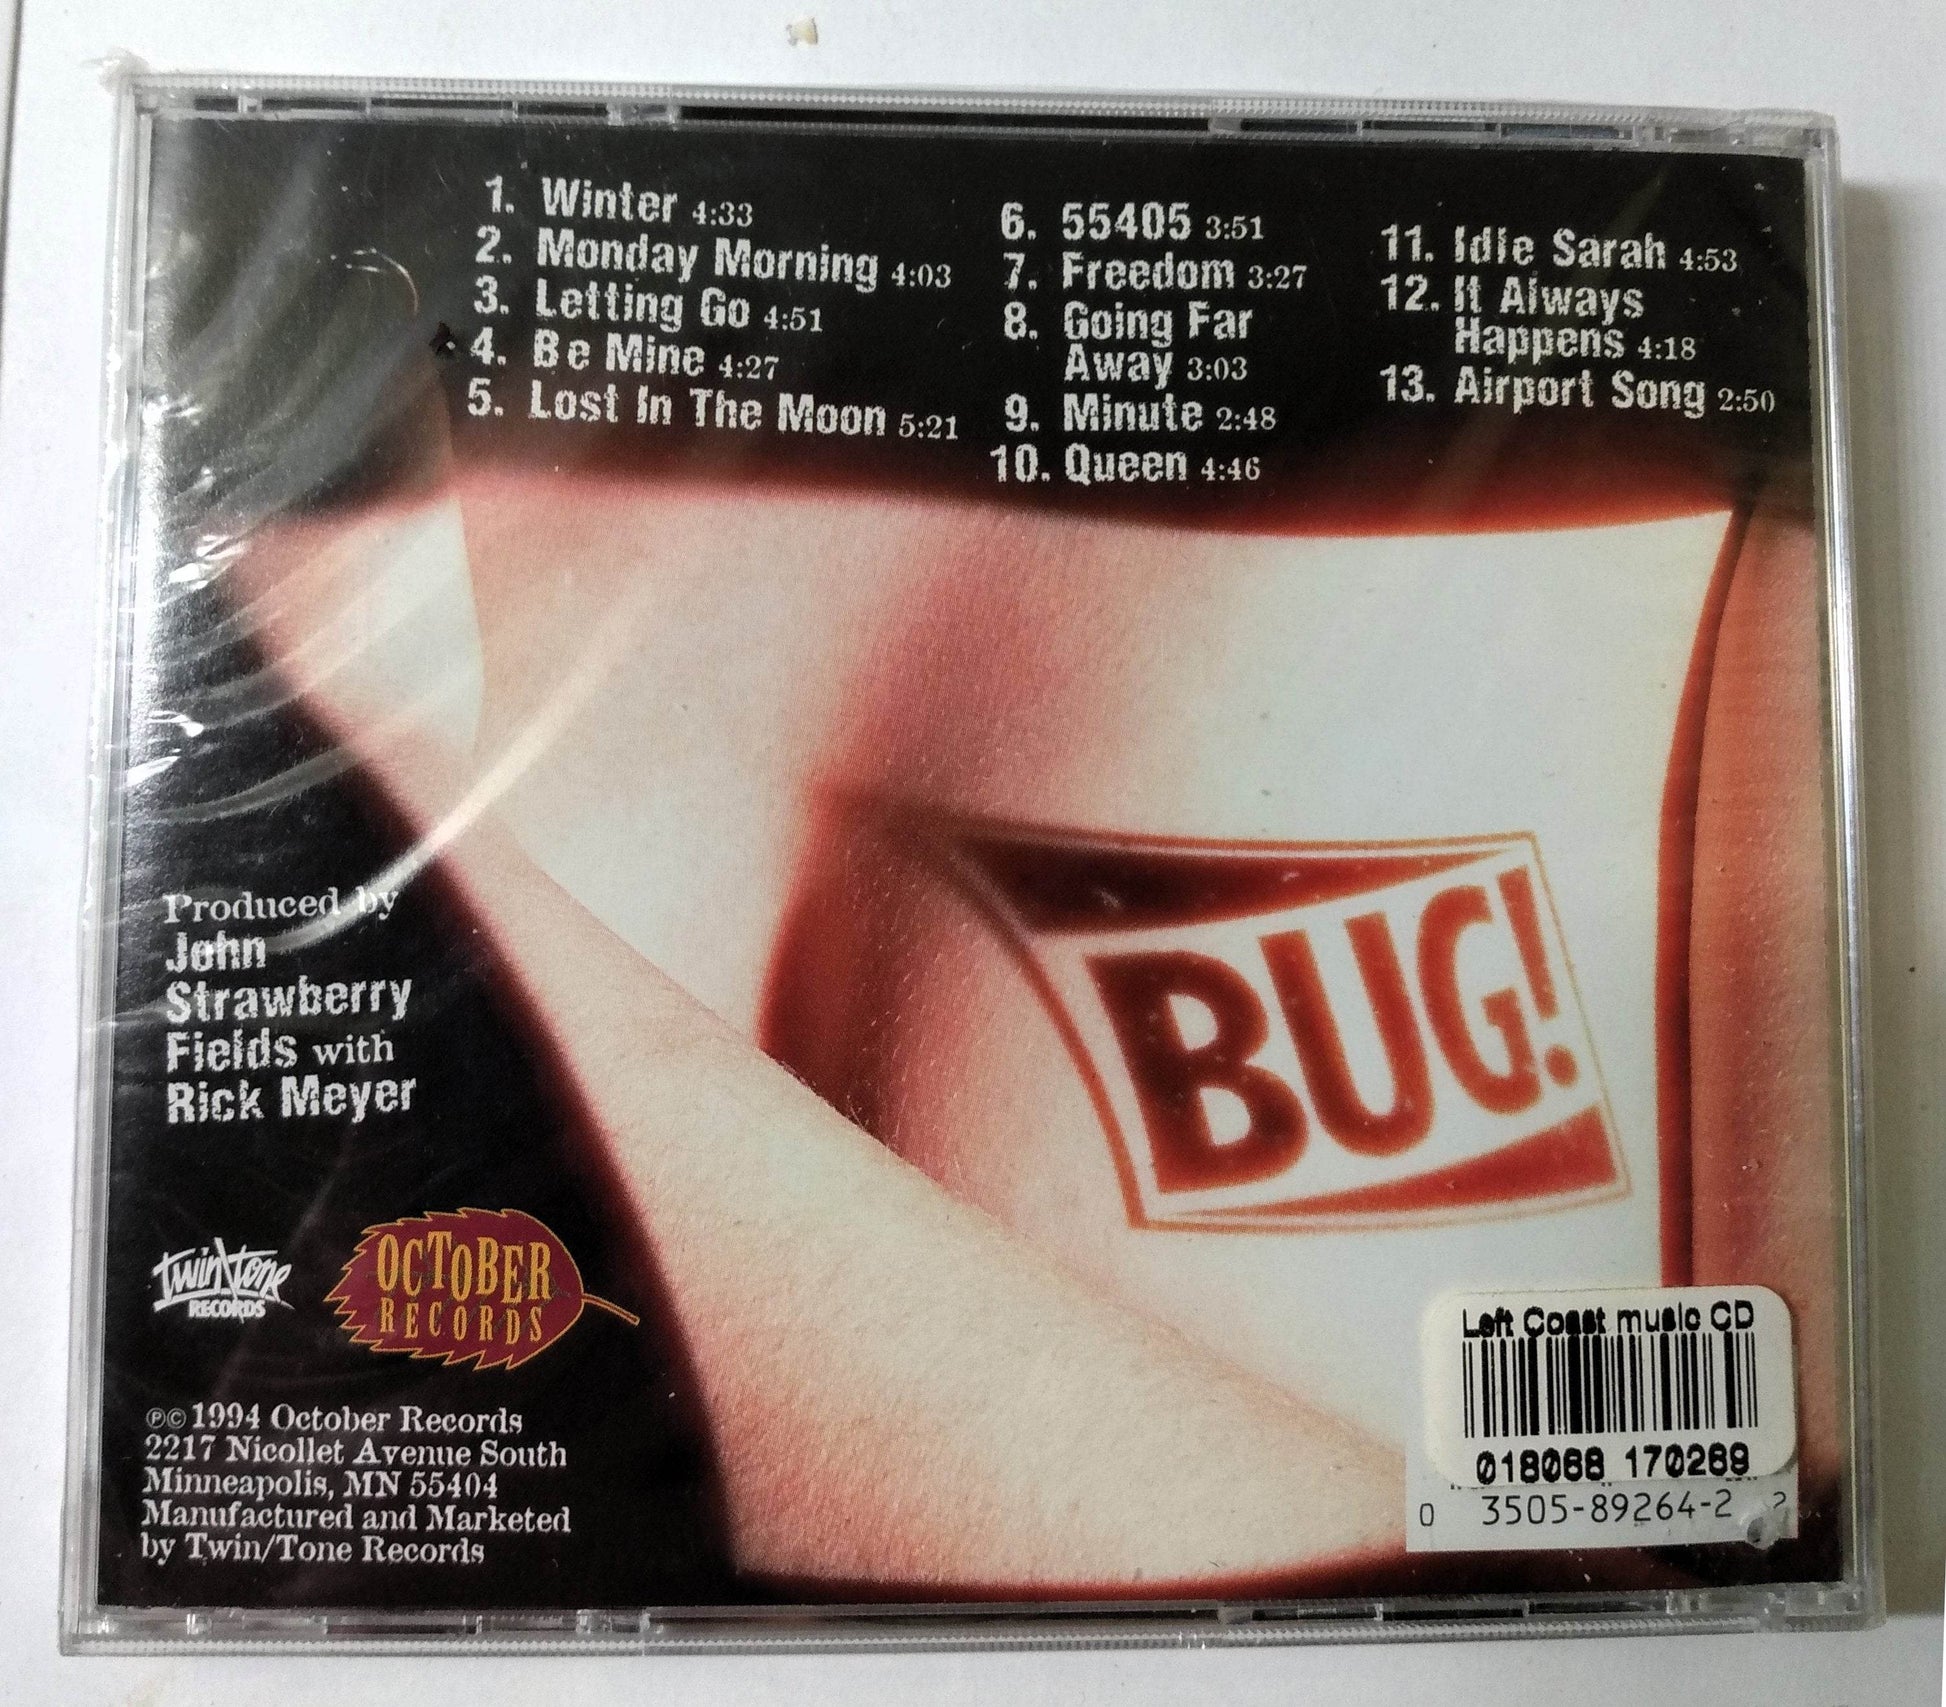 1. Winter 4:33
2. Monday Morning 4:03
3. Letting Go 4:51
4. Be Mine 4:27
5. Lost In The Moon 5:21
6. 55405 3:51
7. Freedom 3:27
8. Going Far
Away 3:03
9. Minute 2:48
10. Queen 4:46
11. Idle Sarah 4:53
12. It Always
Happens 4:18
13. Airport Song 2:50
BUG!
Produced by
John
Strawberry
Fields with
Rick Meyer
Twin/Tone
RECORDS
OCTOBER
RECORDS
℗© 1994 October Records
2217 Nicollet Avenue South
Minneapolis, MN 55404
Manufactured and Marketed
by Twin/Tone Records
Left Coast music CD
018068 170269
0 3505-89264-2 2